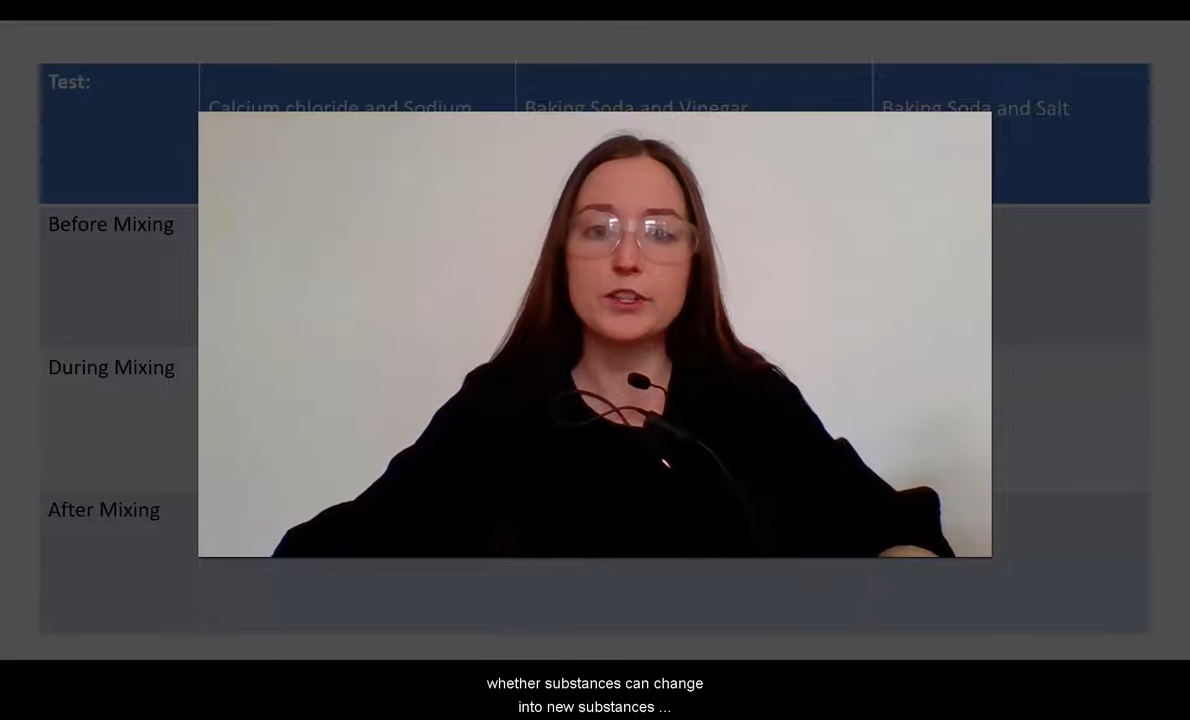 Test:
Calcium chloride and Sodium
Baking Soda and Vinegar
Baking Soda and Salt
Before Mixing
During Mixing
After Mixing
whether substances can change
into new substances ...